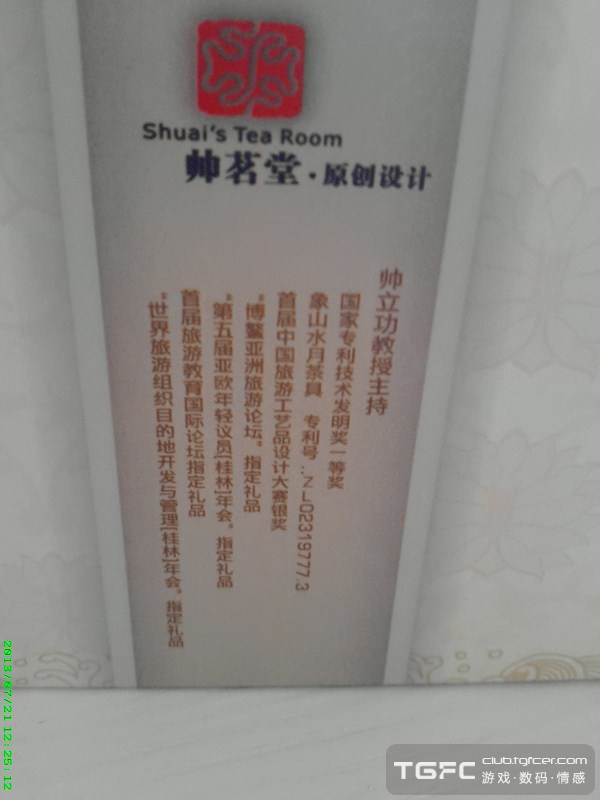 Shuai's Tea Room
帅茗堂·原创设计
帅立功教授主持
国家专利技术发明奖一等奖
象山水月茶具 专利号:ZL02319777.3
首届中国旅游工艺品设计大赛银奖
"博鳌亚洲旅游论坛"指定礼品
"第五届亚欧年轻议员[桂林]年会"指定礼品
首届旅游教育国际论坛指定礼品
"世界旅游组织目的地开发与管理[桂林]年会"指定礼品
2013/07/21 12:25:12
TGFC club.tgfcer.com
游戏·数码·情感